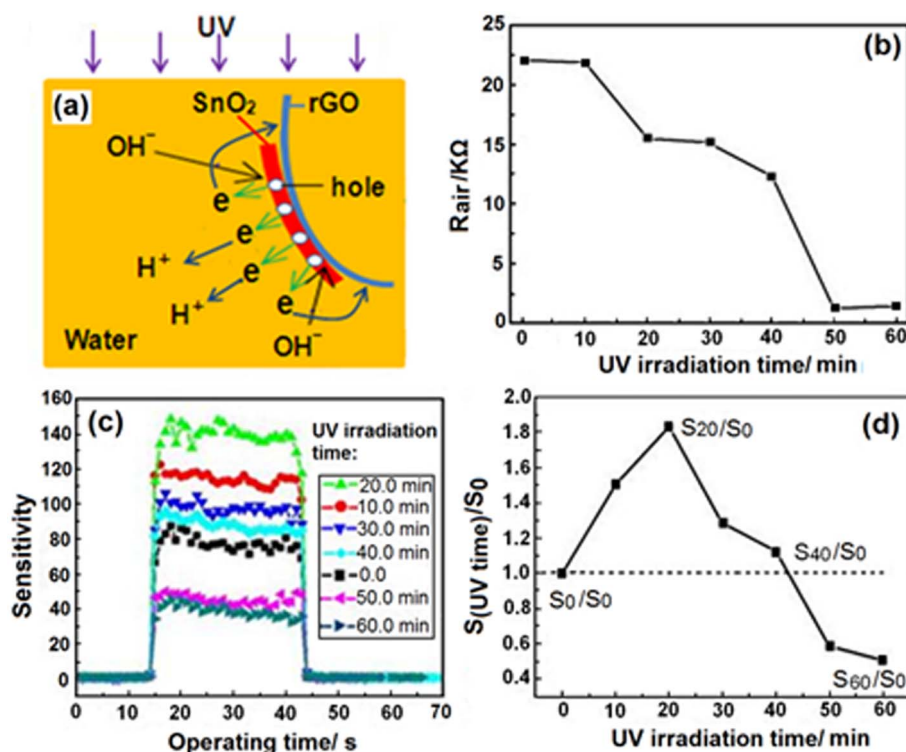 UV
(a)
SnO₂
rGO
OH⁻
hole
e
e
H⁺
e
H⁺
e
Water
OH⁻
(b)
Rair/KΩ
25
20
15
10
5
0
0 10 20 30 40 50 60
UV irradiation time/ min
(c)
Sensitivity
160
140
120
100
80
60
40
20
0
UV irradiation
time:
20.0 min
10.0 min
30.0 min
40.0 min
0.0
50.0 min
60.0 min
0 10 20 30 40 50 60 70
Operating time/ s
(d)
S(UV time)/S0
2.0
1.8
1.6
1.4
1.2
1.0
0.8
0.6
0.4
S20/S0
S40/S0
S0/S0
S60/S0
0 10 20 30 40 50 60
UV irradiation time/ min